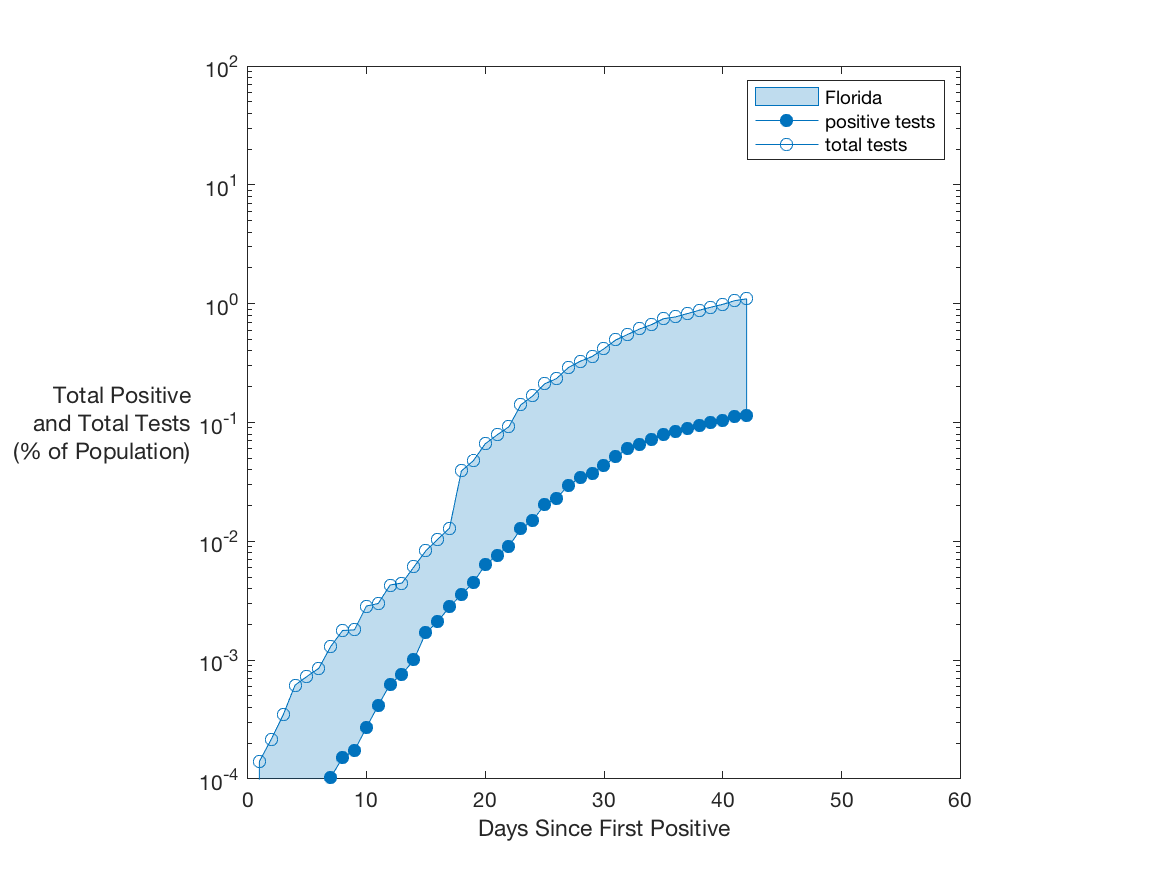 10^2
10^1
10^0
10^-1
10^-2
10^-3
10^-4
Total Positive
and Total Tests
(% of Population)
Florida
positive tests
total tests
0 10 20 30 40 50 60
Days Since First Positive